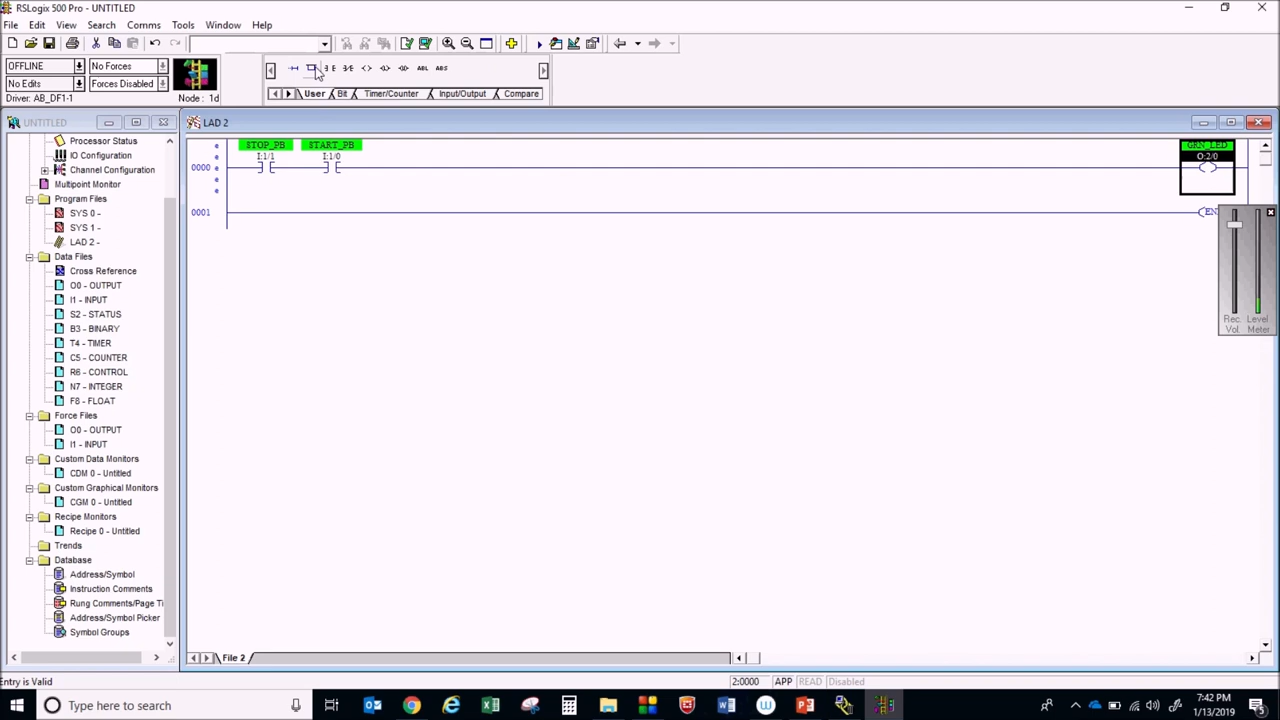 RSLogix 500 Pro - UNTITLED
File Edit View Search Comms Tools Window Help
OFFLINE No Forces
No Edits Forces Disabled
Driver: AB_DF1-1 Node : 1d
ABL ABS
User Bit Timer/Counter Input/Output Compare
UNTITLED
Processor Status
IO Configuration
Channel Configuration
Multipoint Monitor
Program Files
SYS 0 -
SYS 1 -
LAD 2 -
Data Files
Cross Reference
O0 - OUTPUT
I1 - INPUT
S2 - STATUS
B3 - BINARY
T4 - TIMER
C5 - COUNTER
R6 - CONTROL
N7 - INTEGER
F8 - FLOAT
Force Files
O0 - OUTPUT
I1 - INPUT
Custom Data Monitors
CDM 0 - Untitled
Custom Graphical Monitors
CGM 0 - Untitled
Recipe Monitors
Recipe 0 - Untitled
Trends
Database
Address/Symbol
Instruction Comments
Rung Comments/Page Ti
Address/Symbol Picker
Symbol Groups
LAD 2
e STOP_PB START_PB GRN_LED
e I:1/1 I:1/0 O:2/0
0000 e
e
e
0001 EN
Rec. Level
Vol. Meter
File 2
Entry is Valid 2:0000 APP READ Disabled
Type here to search
7:42 PM
1/13/2019
5